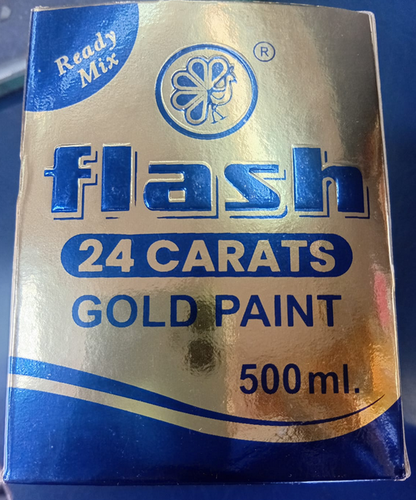 Ready
Mix
®
flash
24 CARATS
GOLD PAINT
500ml.